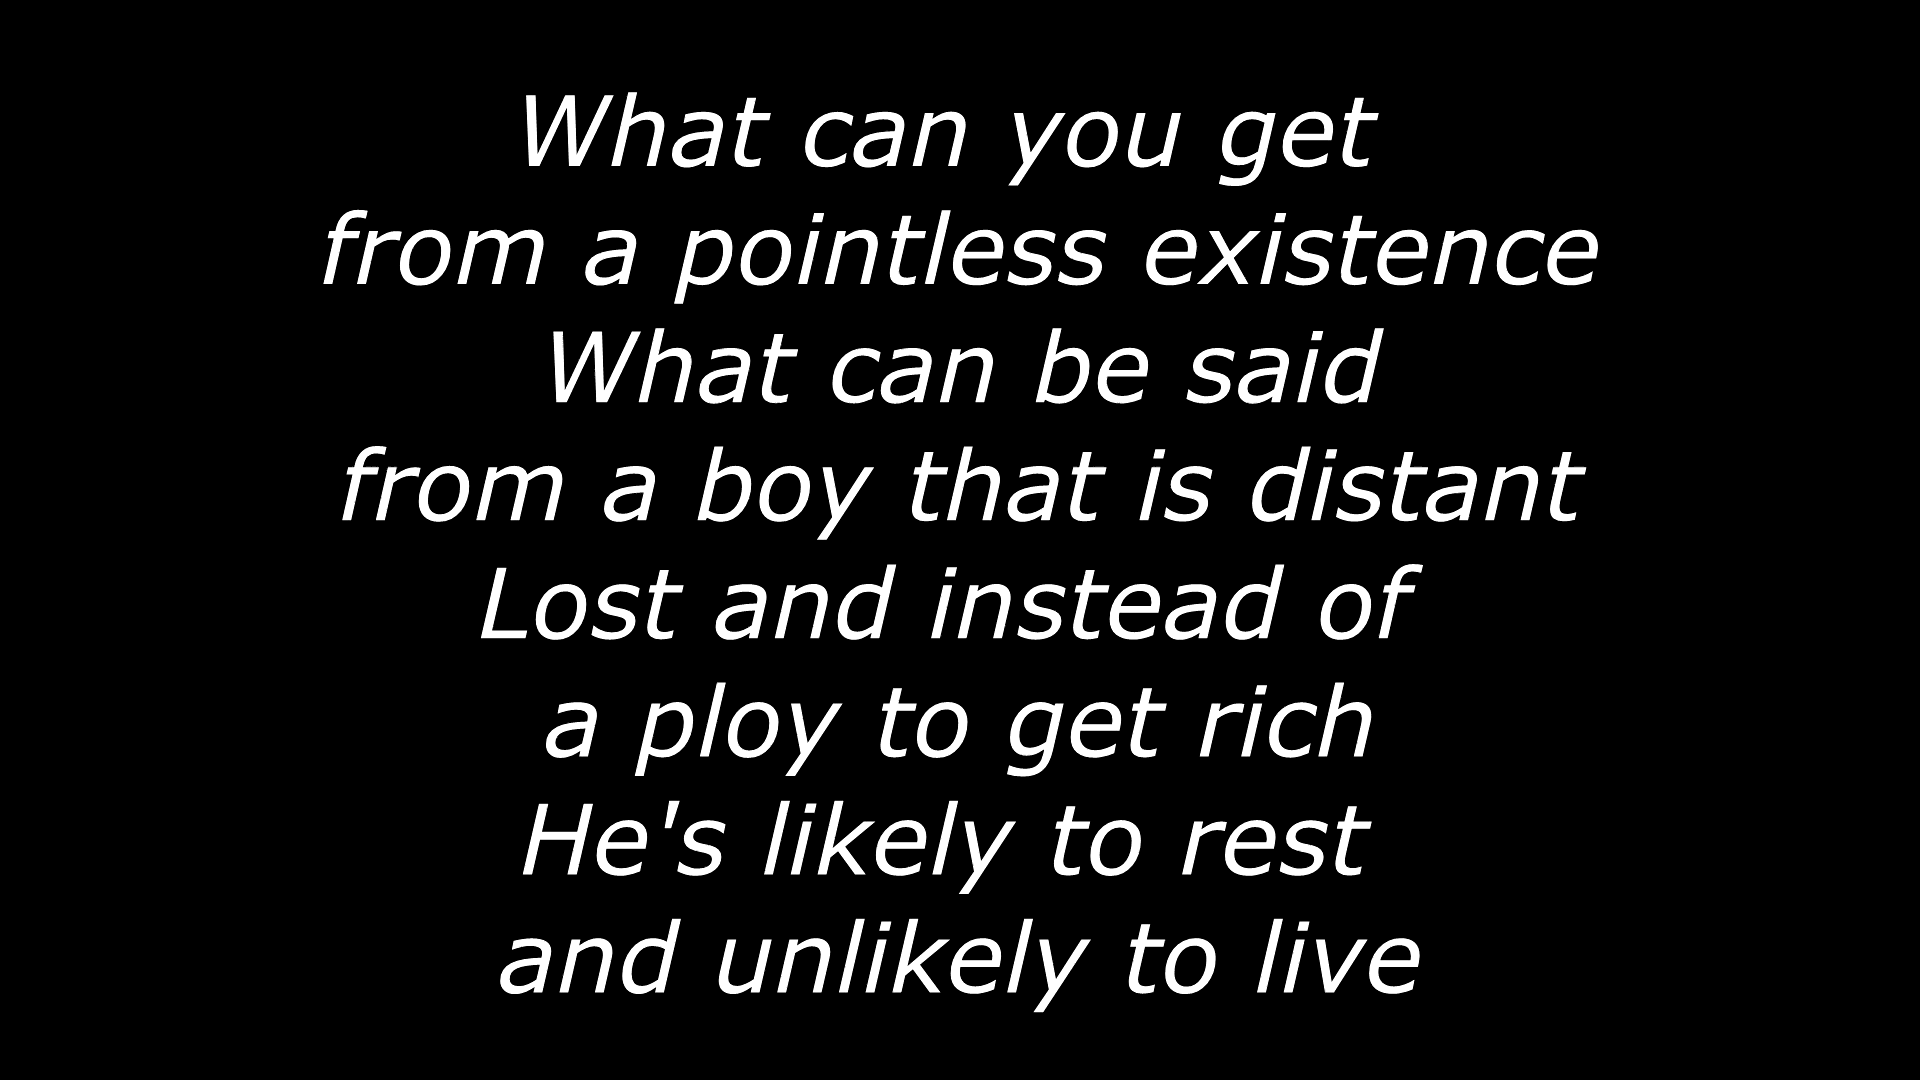 What can you get
from a pointless existence
What can be said
from a boy that is distant
Lost and instead of
a ploy to get rich
He's likely to rest
and unlikely to live